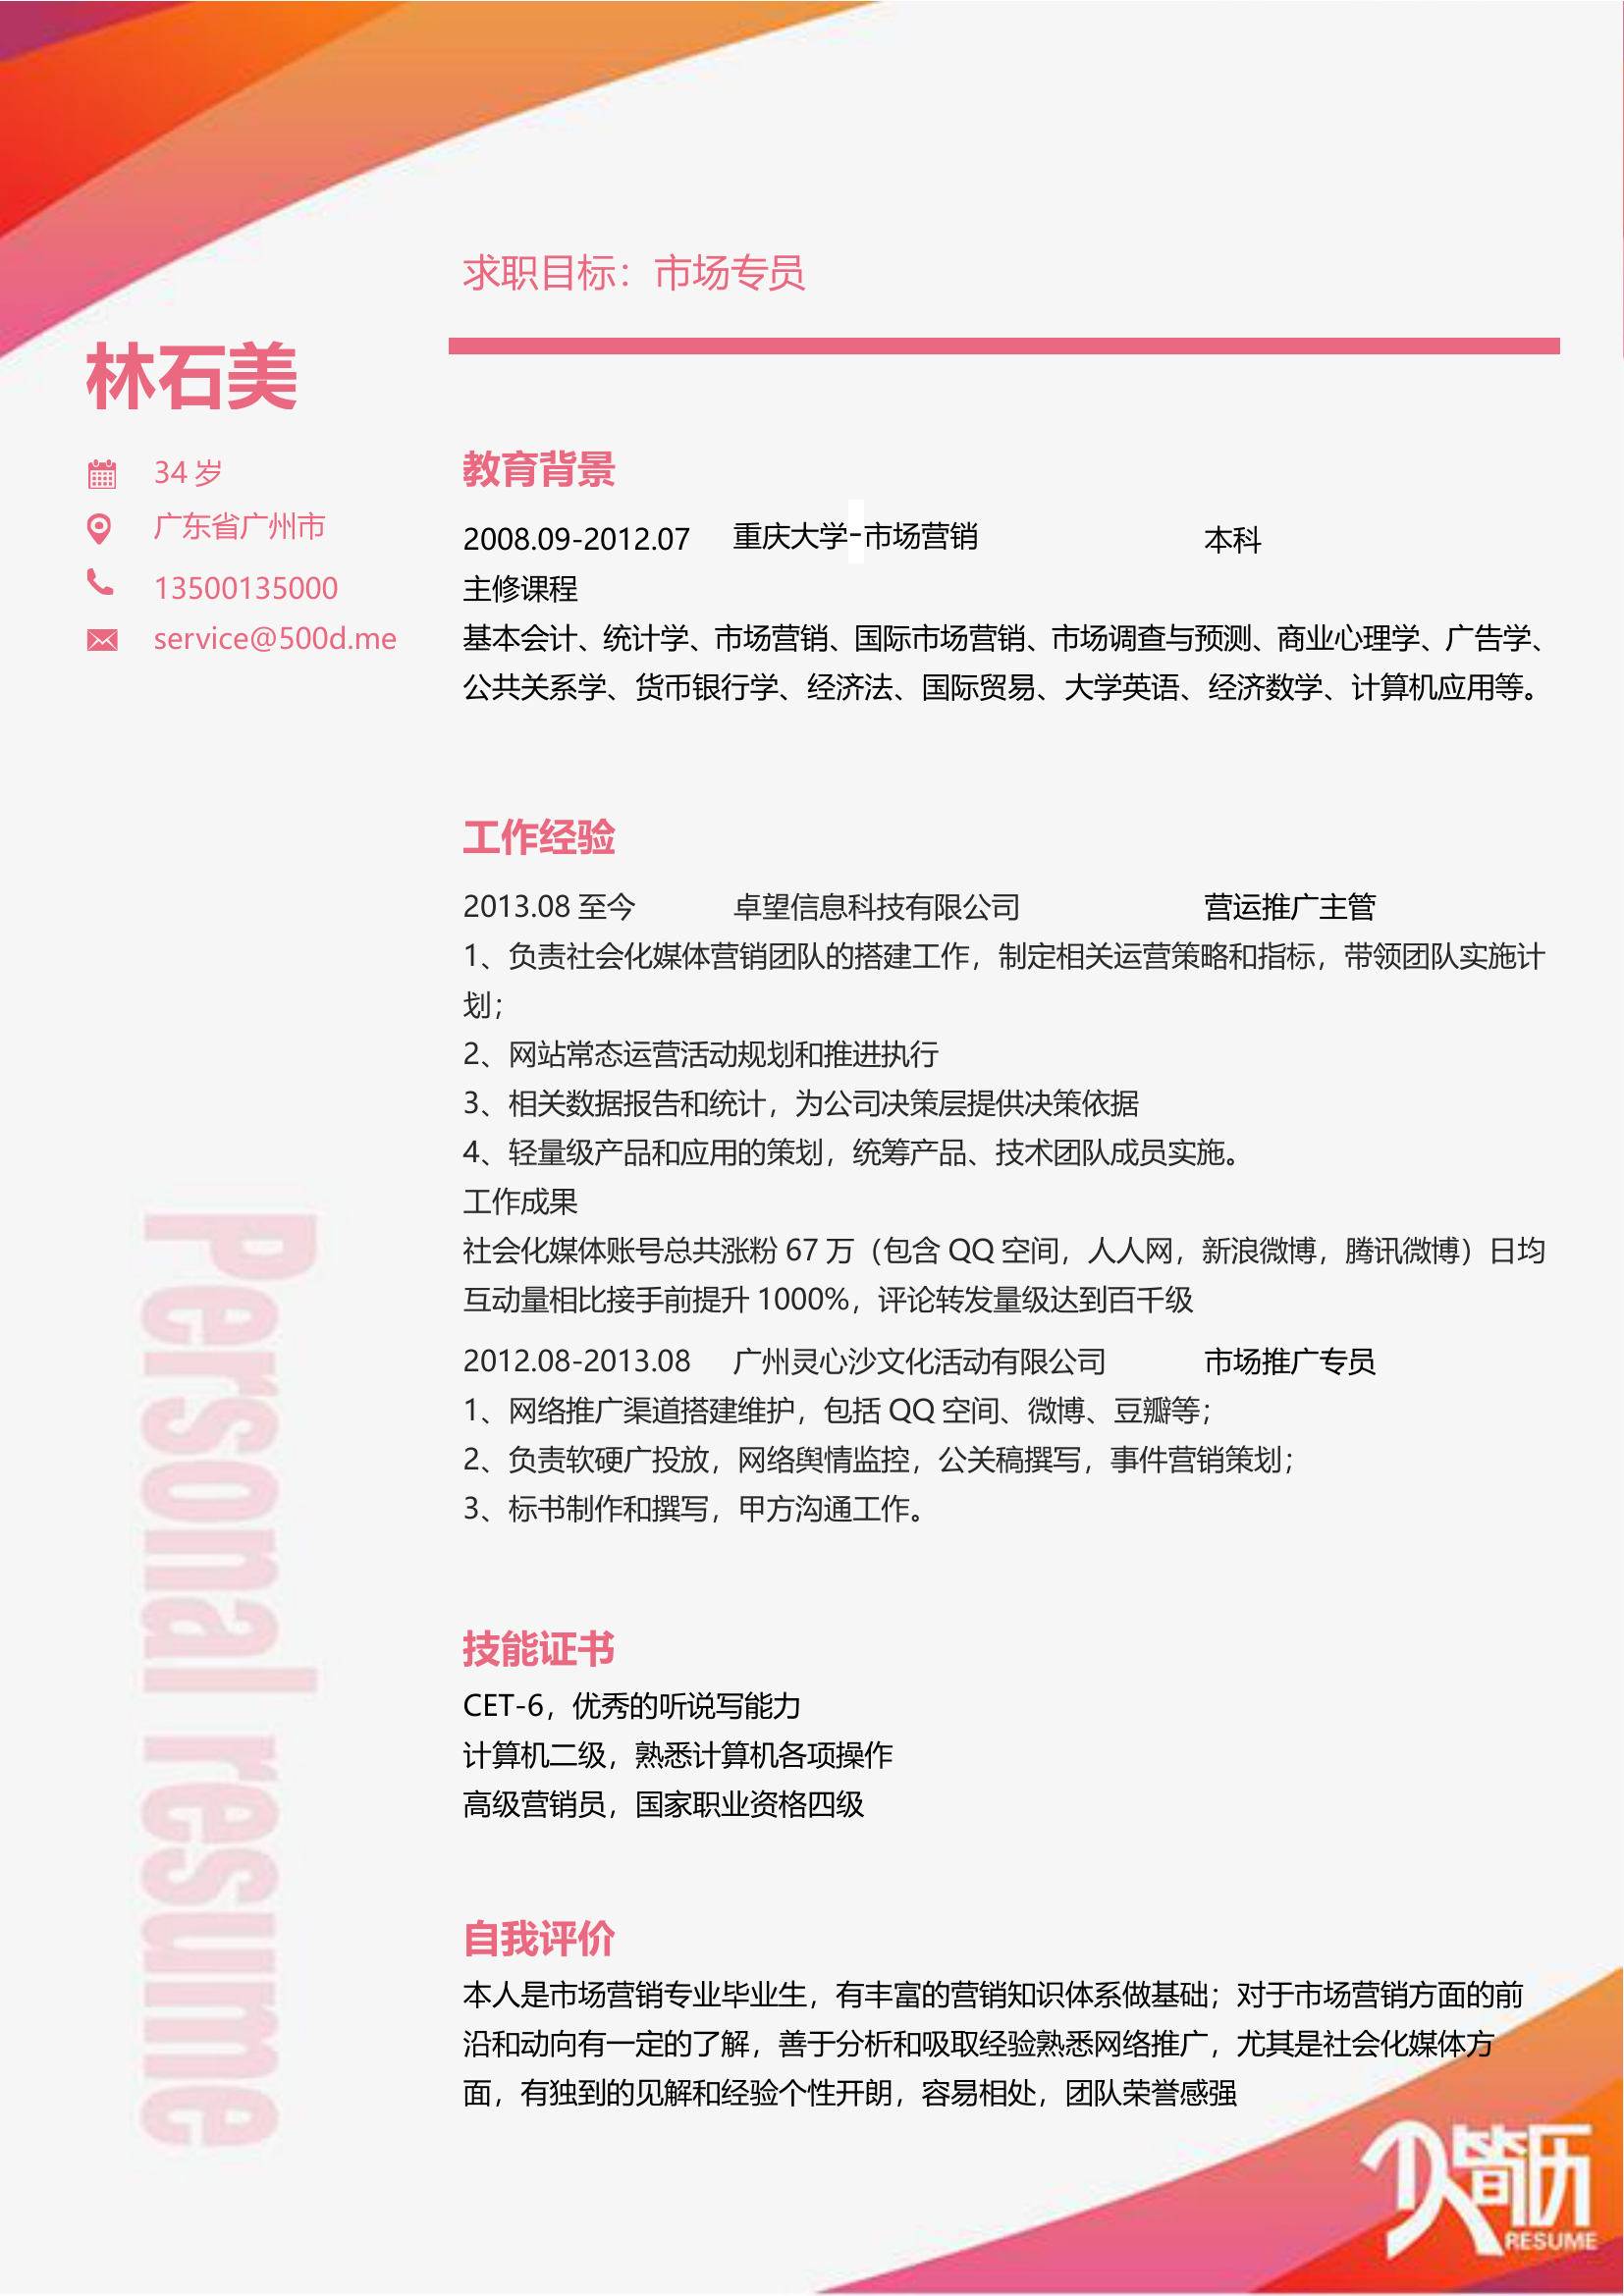 求职目标：市场专员
林石美
34 岁
广东省广州市
13500135000
service@500d.me
教育背景
2008.09-2012.07 重庆大学-市场营销 本科
主修课程
基本会计、统计学、市场营销、国际市场营销、市场调查与预测、商业心理学、广告学、
公共关系学、货币银行学、经济法、国际贸易、大学英语、经济数学、计算机应用等。
工作经验
2013.08 至今 卓望信息科技有限公司 营运推广主管
1、负责社会化媒体营销团队的搭建工作，制定相关运营策略和指标，带领团队实施计
划；
2、网站常态运营活动规划和推进执行
3、相关数据报告和统计，为公司决策层提供决策依据
4、轻量级产品和应用的策划，统筹产品、技术团队成员实施。
工作成果
社会化媒体账号总共涨粉 67 万（包含 QQ 空间，人人网，新浪微博，腾讯微博）日均
互动量相比接手前提升 1000%，评论转发量级达到百千级
2012.08-2013.08 广州灵心沙文化活动有限公司 市场推广专员
1、网络推广渠道搭建维护，包括 QQ 空间、微博、豆瓣等；
2、负责软硬广投放，网络舆情监控，公关稿撰写，事件营销策划；
3、标书制作和撰写，甲方沟通工作。
技能证书
CET-6，优秀的听说写能力
计算机二级，熟悉计算机各项操作
高级营销员，国家职业资格四级
自我评价
本人是市场营销专业毕业生，有丰富的营销知识体系做基础；对于市场营销方面的前
沿和动向有一定的了解，善于分析和吸取经验熟悉网络推广，尤其是社会化媒体方
面，有独到的见解和经验个性开朗，容易相处，团队荣誉感强
Personal resume
个人简历
RESUME